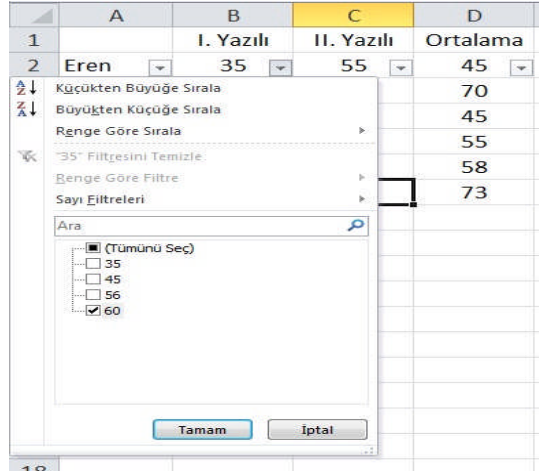 A B C D
1 I. Yazılı II. Yazılı Ortalama
2 Eren 35 55 45
Küçükten Büyüğe Sırala 70
Büyükten Küçüğe Sırala 45
Renge Göre Sırala 55
"35" Filtresini Temizle 58
Renge Göre Filtre 73
Sayı Filtreleri
Ara
(Tümünü Seç)
35
45
56
60
Tamam İptal
18